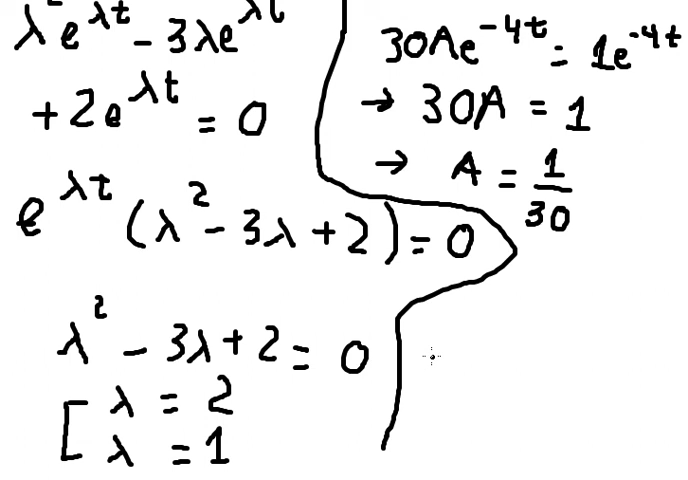 λ²e^λt - 3λe^λt
+ 2e^λt = 0
e^λt (λ² - 3λ + 2) = 0
λ² - 3λ + 2 = 0
[ λ = 2
λ = 1
30Ae^-4t = 1e^-4t
→ 30A = 1
→ A = 1/30